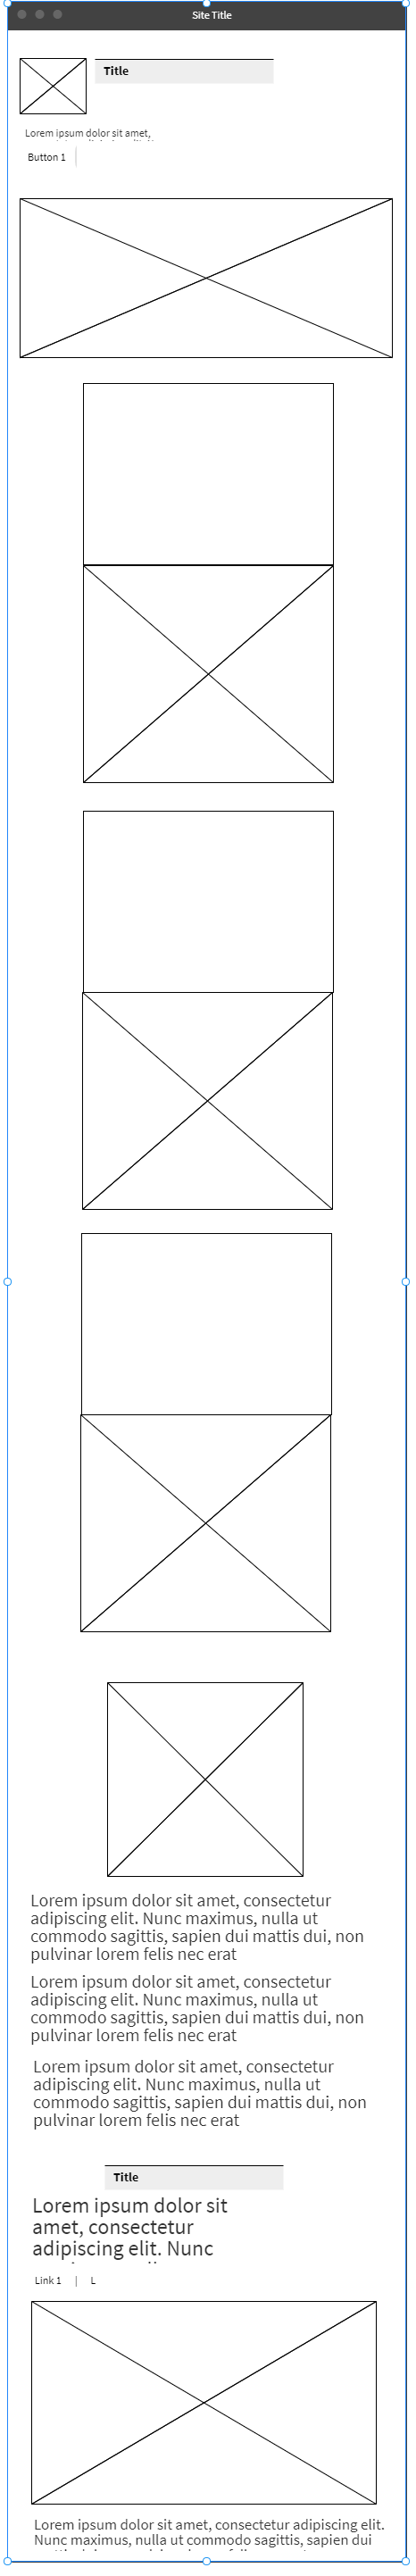 Site Title
Title
Lorem ipsum dolor sit amet,
Button 1
Lorem ipsum dolor sit amet, consectetur
adipiscing elit. Nunc maximus, nulla ut
commodo sagittis, sapien dui mattis dui, non
pulvinar lorem felis nec erat
Lorem ipsum dolor sit amet, consectetur
adipiscing elit. Nunc maximus, nulla ut
commodo sagittis, sapien dui mattis dui, non
pulvinar lorem felis nec erat
Lorem ipsum dolor sit amet, consectetur
adipiscing elit. Nunc maximus, nulla ut
commodo sagittis, sapien dui mattis dui, non
pulvinar lorem felis nec erat
Title
Lorem ipsum dolor sit
amet, consectetur
adipiscing elit. Nunc
Link 1 | L
Lorem ipsum dolor sit amet, consectetur adipiscing elit.
Nunc maximus, nulla ut commodo sagittis, sapien dui